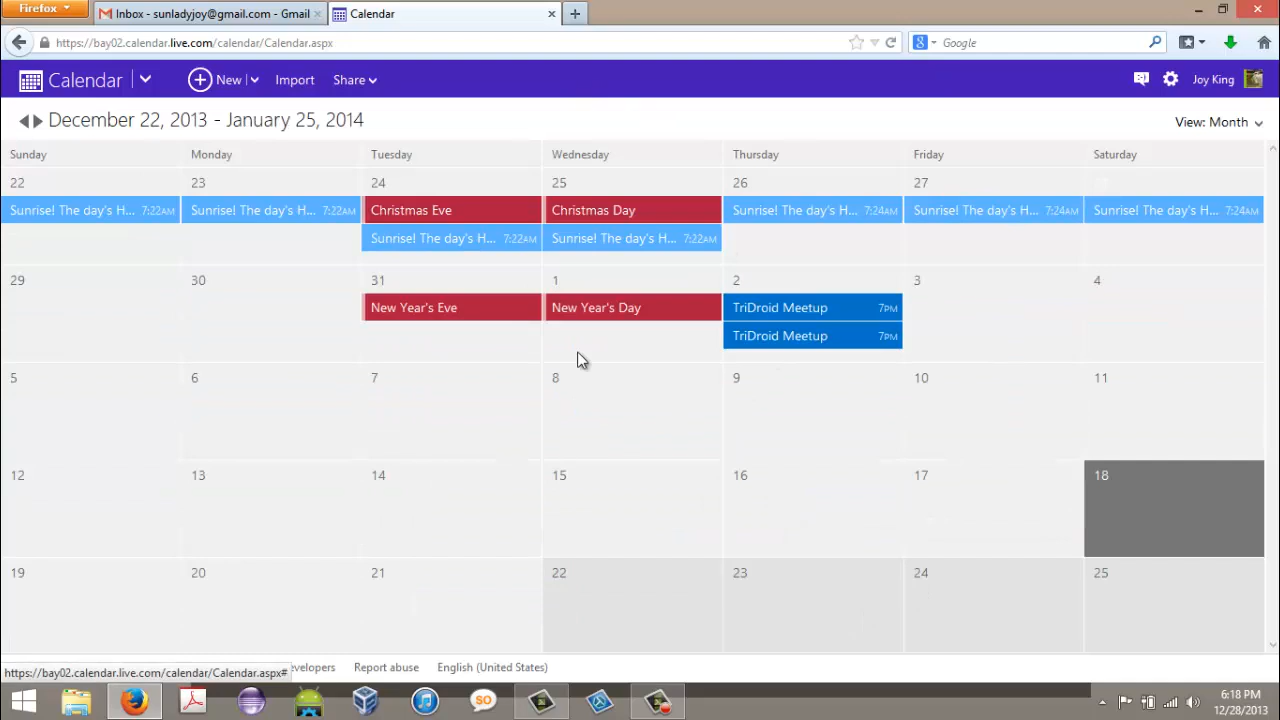 Firefox
Inbox - sunladyjoy@gmail.com - Gmail
Calendar
https://bay02.calendar.live.com/calendar/Calendar.aspx
Google
Calendar
New
Import
Share
Joy King
December 22, 2013 - January 25, 2014
View: Month
Sunday Monday Tuesday Wednesday Thursday Friday Saturday
22 23 24 25 26 27
Sunrise! The day's H... 7:22AM Sunrise! The day's H... 7:22AM Christmas Eve Christmas Day Sunrise! The day's H... 7:24AM Sunrise! The day's H... 7:24AM Sunrise! The day's H... 7:24AM
Sunrise! The day's H... 7:22AM Sunrise! The day's H... 7:22AM
29 30 31 1 2 3 4
New Year's Eve New Year's Day TriDroid Meetup 7PM
TriDroid Meetup 7PM
5 6 7 8 9 10 11
12 13 14 15 16 17 18
19 20 21 22 23 24 25
https://bay02.calendar.live.com/calendar/Calendar.aspx#
evelopers Report abuse English (United States)
SO
6:18 PM
12/28/2013